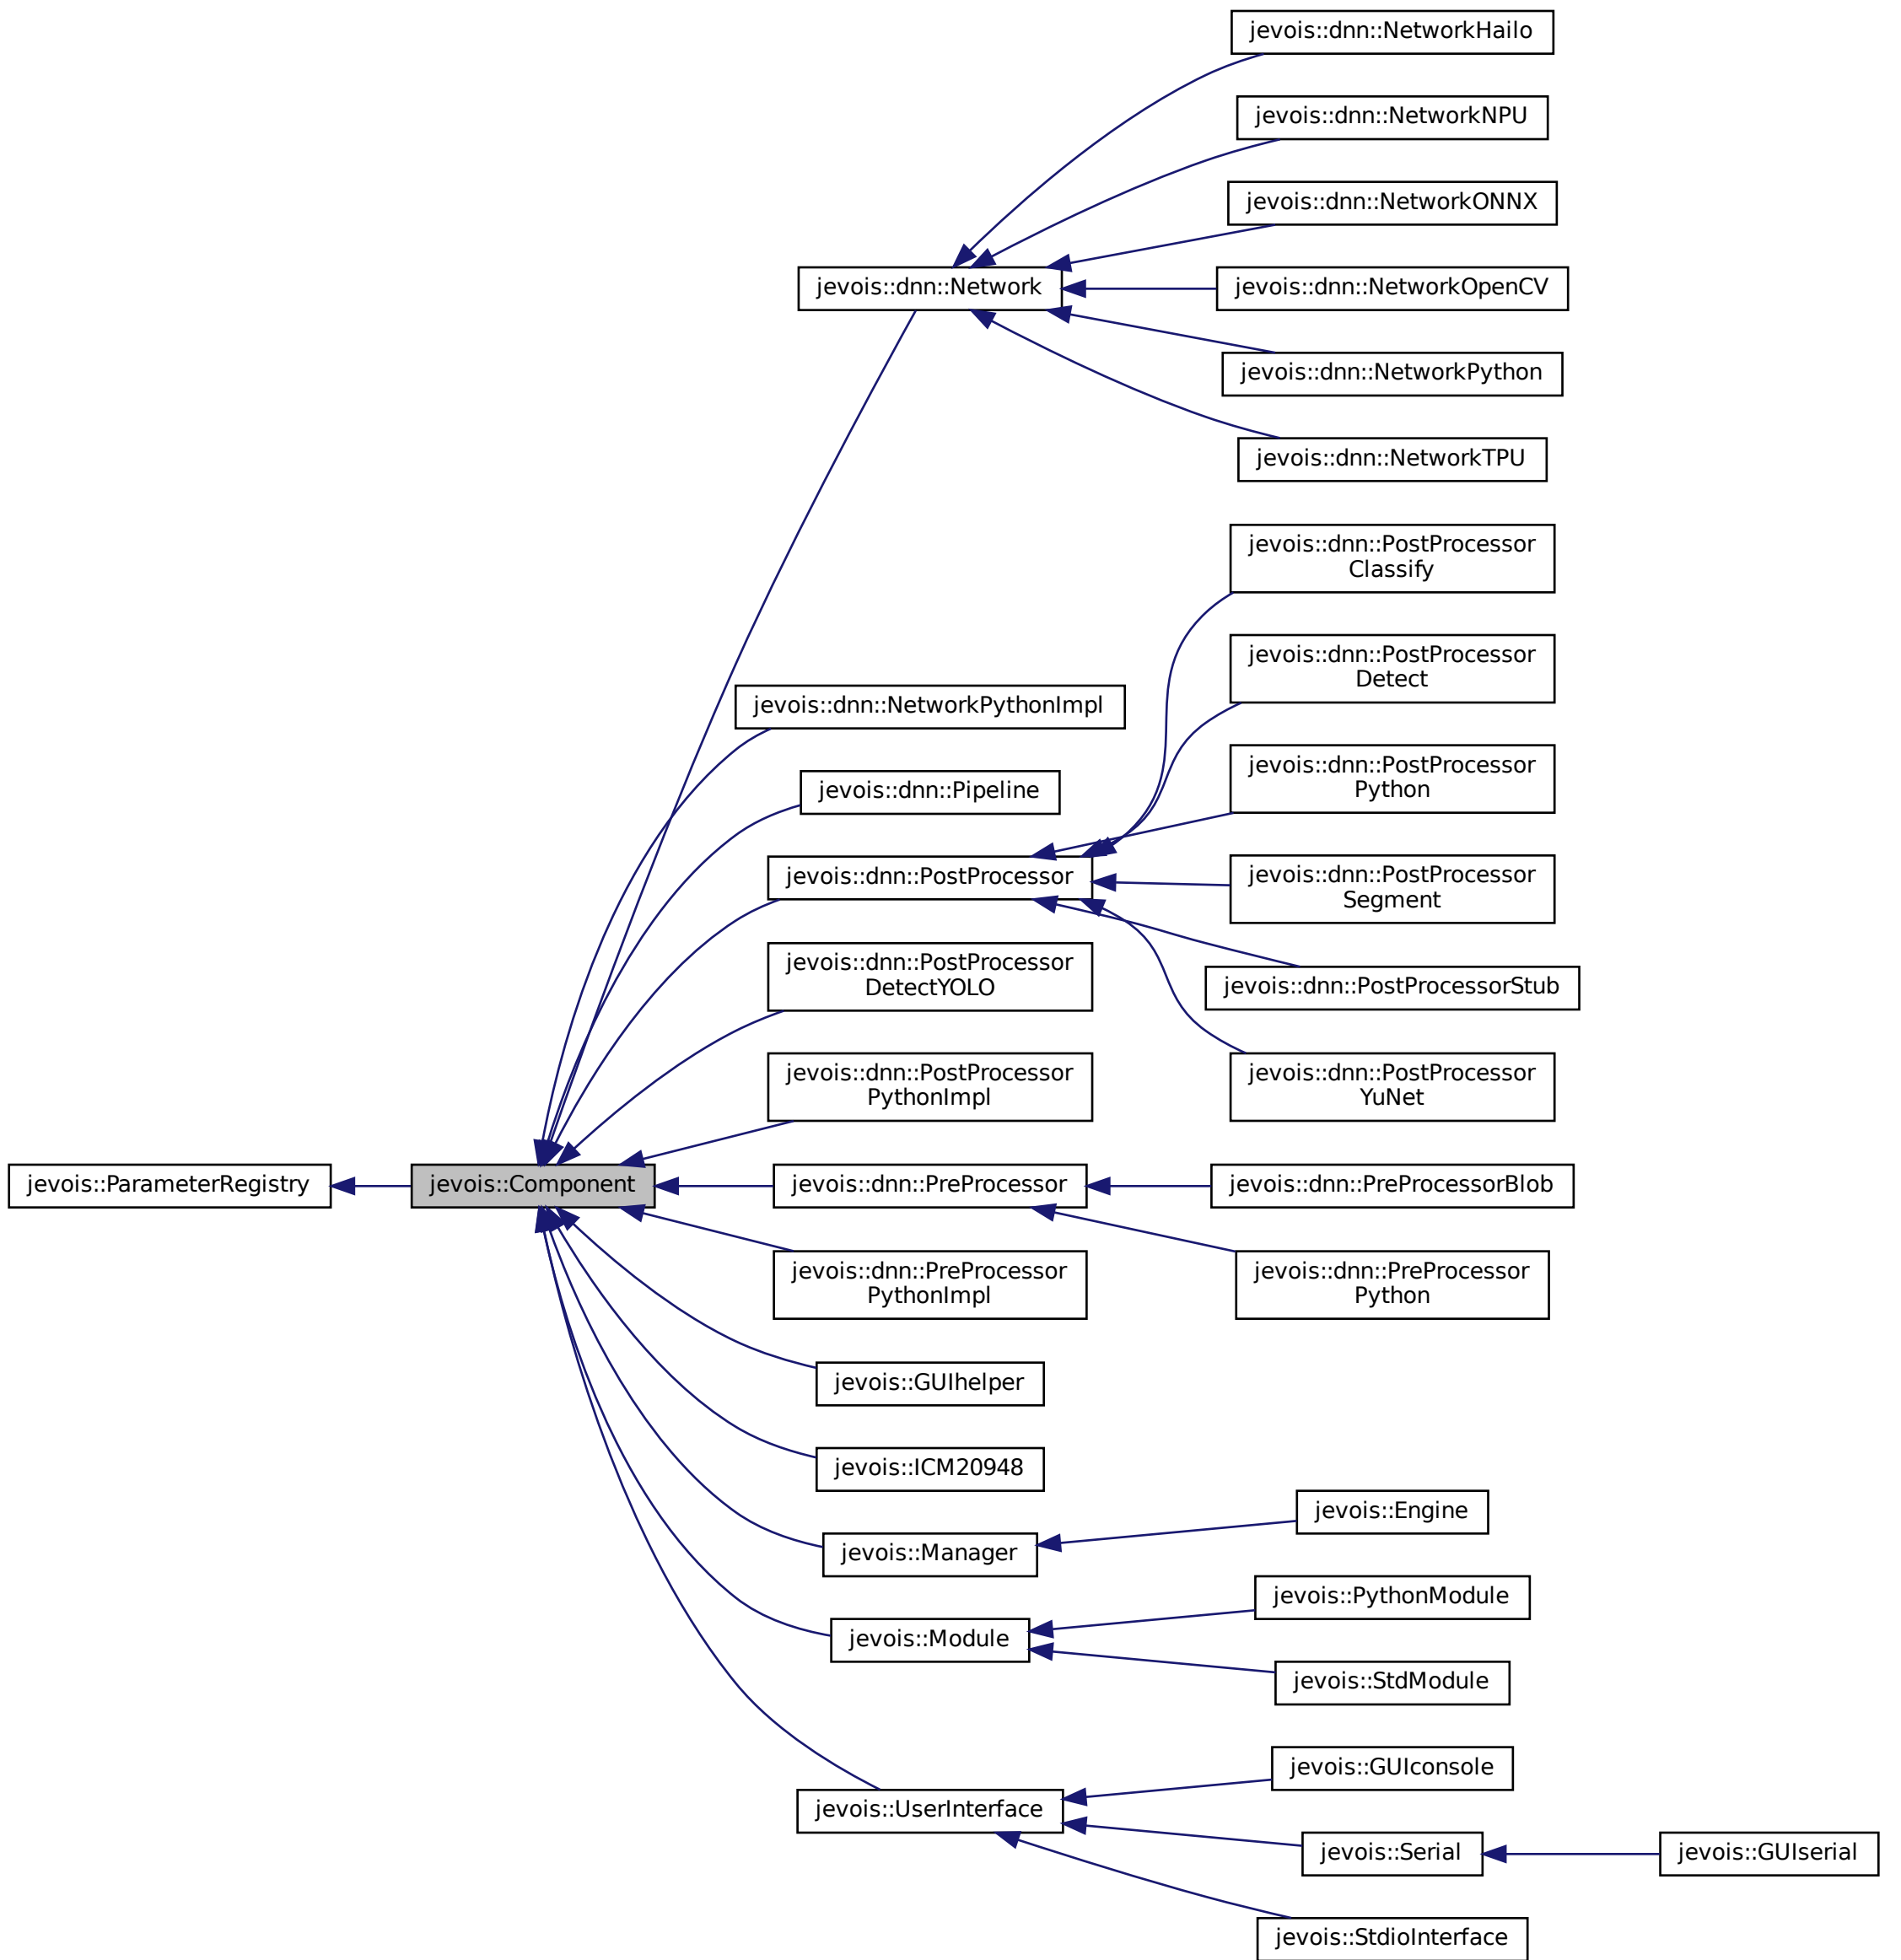 jevois::dnn::NetworkHailo
jevois::dnn::NetworkNPU
jevois::dnn::NetworkONNX
jevois::dnn::Network
jevois::dnn::NetworkOpenCV
jevois::dnn::NetworkPython
jevois::dnn::NetworkTPU
jevois::dnn::PostProcessor
Classify
jevois::dnn::PostProcessor
Detect
jevois::dnn::NetworkPythonImpl
jevois::dnn::PostProcessor
Python
jevois::dnn::Pipeline
jevois::dnn::PostProcessor
jevois::dnn::PostProcessor
Segment
jevois::dnn::PostProcessor
DetectYOLO
jevois::dnn::PostProcessorStub
jevois::dnn::PostProcessor
PythonImpl
jevois::dnn::PostProcessor
YuNet
jevois::ParameterRegistry
jevois::Component
jevois::dnn::PreProcessor
jevois::dnn::PreProcessorBlob
jevois::dnn::PreProcessor
PythonImpl
jevois::dnn::PreProcessor
Python
jevois::GUIhelper
jevois::ICM20948
jevois::Engine
jevois::Manager
jevois::PythonModule
jevois::Module
jevois::StdModule
jevois::GUIconsole
jevois::UserInterface
jevois::Serial
jevois::GUIserial
jevois::StdioInterface